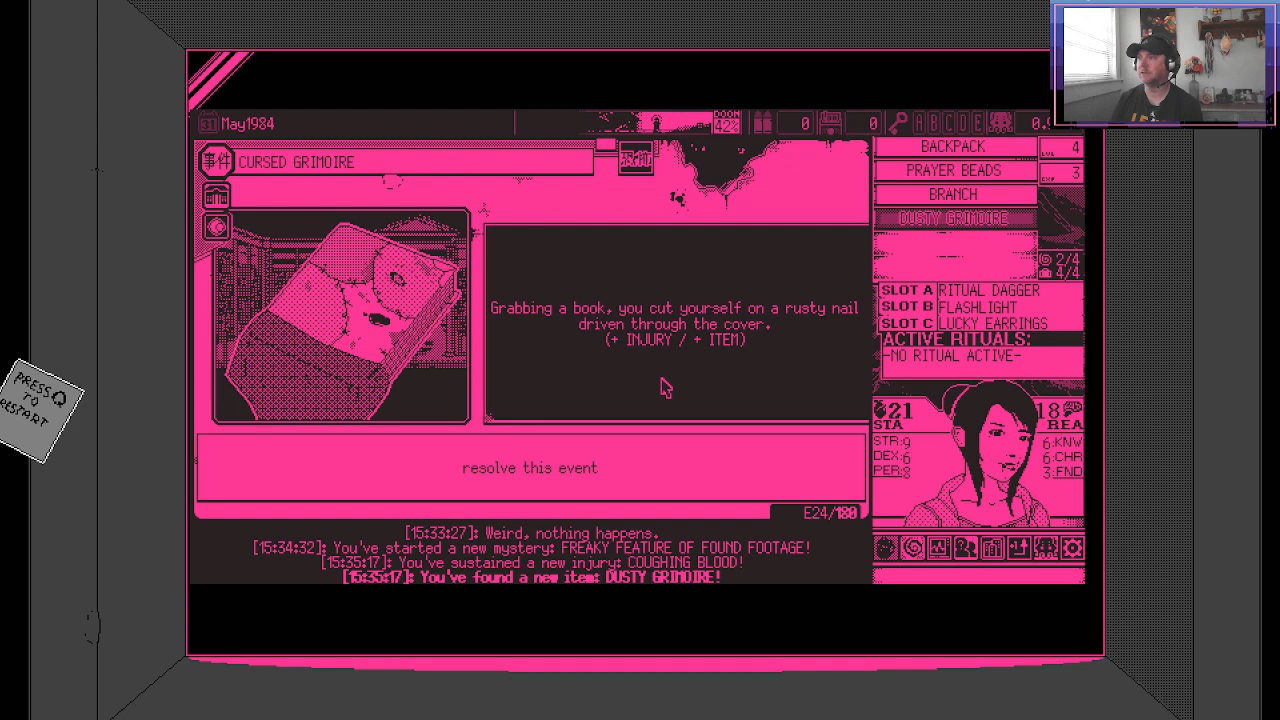 31 May1984
DOOM
42%
0
0
A B C D E
事件 CURSED GRIMOIRE
Grabbing a book, you cut yourself on a rusty nail
driven through the cover.
(+ INJURY / + ITEM)
resolve this event
E24/180
[15:33:27]: Weird, nothing happens.
[15:34:32]: You've started a new mystery: FREAKY FEATURE OF FOUND FOOTAGE!
[15:35:17]: You've sustained a new injury: COUGHING BLOOD!
[15:35:17]: You've found a new item: DUSTY GRIMOIRE!
BACKPACK
LVL 4
PRAYER BEADS
EXP 3
BRANCH
DUSTY GRIMOIRE
2/4
4/4
SLOT A RITUAL DAGGER
SLOT B FLASHLIGHT
SLOT C LUCKY EARRINGS
ACTIVE RITUALS:
-NO RITUAL ACTIVE-
21
STA
18
REA
STR:9
DEX:6
PER:8
6:KNW
6:CHR
3:FND
PRESS Q
TO
RESTART